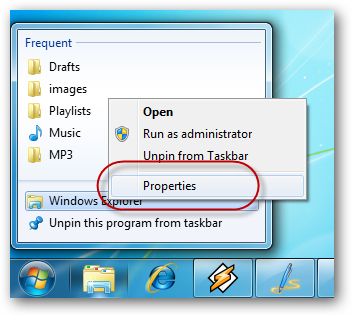 Frequent
Drafts
images
Playlists
Music
MP3
Open
Run as administrator
Unpin from Taskbar
Properties
Windows Explorer
Unpin this program from taskbar